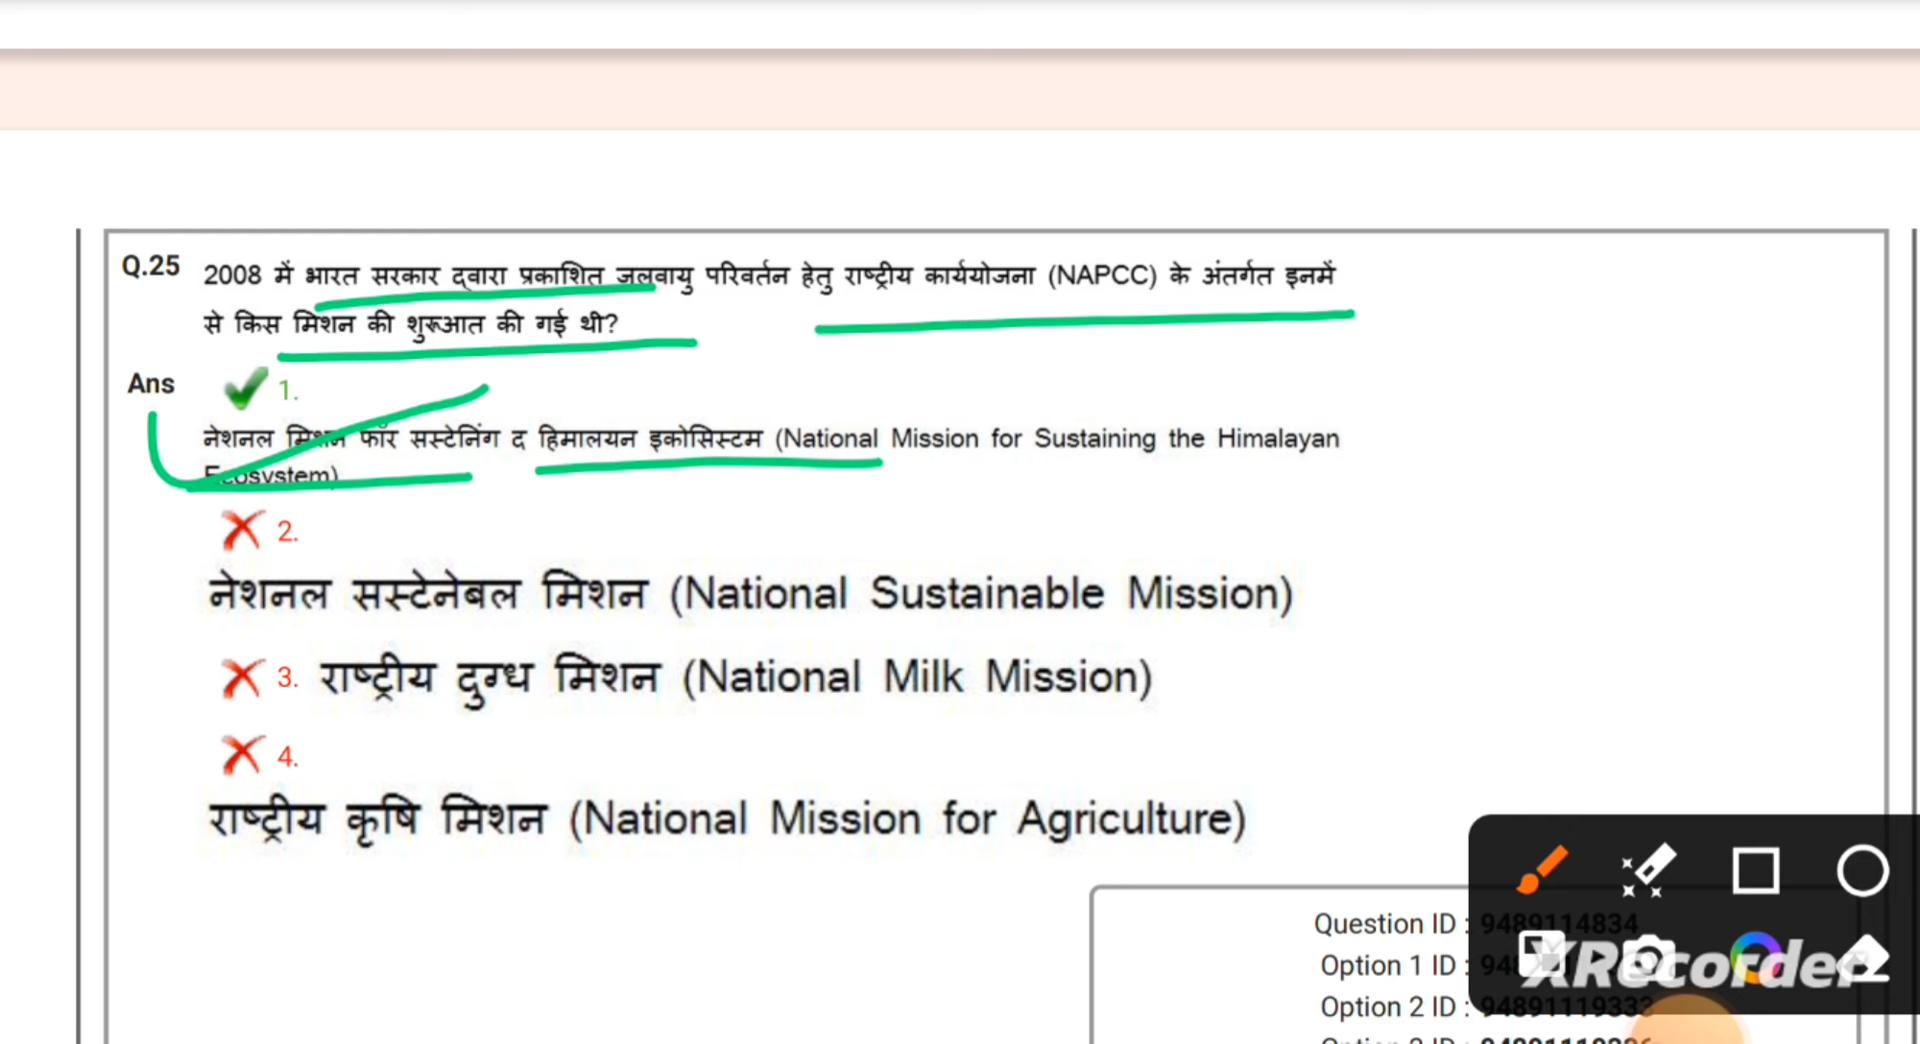 Q.25 2008 में भारत सरकार द्वारा प्रकाशित जलवायु परिवर्तन हेतु राष्ट्रीय कार्ययोजना (NAPCC) के अंतर्गत इनमें
से किस मिशन की शुरूआत की गई थी?
Ans 1.
नेशनल मिशन फॉर सस्टेनिंग द हिमालयन इकोसिस्टम (National Mission for Sustaining the Himalayan
Ecosystem)
2.
नेशनल सस्टेनेबल मिशन (National Sustainable Mission)
3. राष्ट्रीय दुग्ध मिशन (National Milk Mission)
4.
राष्ट्रीय कृषि मिशन (National Mission for Agriculture)
Question ID : 9489114834
Option 1 ID :
Option 2 ID :
XRecorder